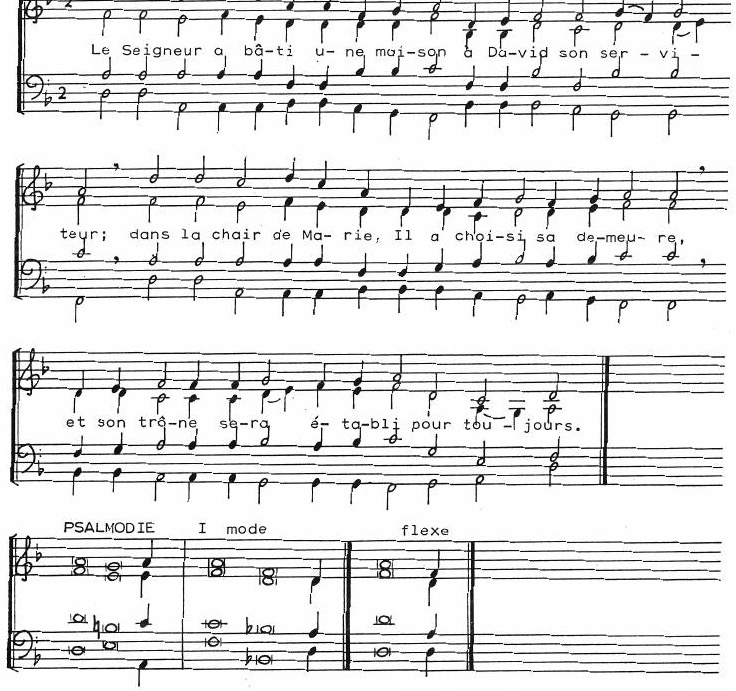 Le Seigneur a bâ-ti u-ne mai-son à Da-vid son ser - vi -
teur; dans la chair de Ma- rie, Il a choi-si sa de-meu- re,
et son trô-ne se-ra é- ta-bli pour tou - jours.
PSALMODIE I mode flexe